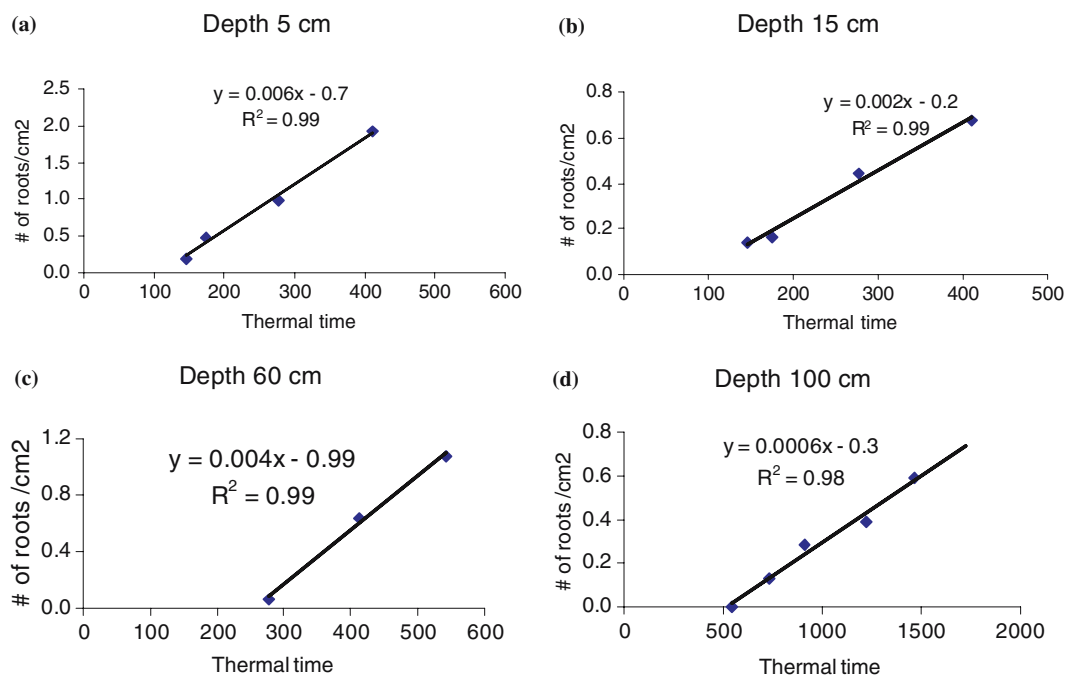 (a)
Depth 5 cm
y = 0.006x - 0.7
R² = 0.99
# of roots/cm2
2.5
2.0
1.5
1.0
0.5
0.0
0 100 200 300 400 500 600
Thermal time
(b)
Depth 15 cm
y = 0.002x - 0.2
R² = 0.99
# of roots/cm2
0.8
0.6
0.4
0.2
0.0
0 100 200 300 400 500
Thermal time
(c)
Depth 60 cm
y = 0.004x - 0.99
R² = 0.99
# of roots /cm2
1.2
0.8
0.4
0.0
0 100 200 300 400 500 600
Thermal time
(d)
Depth 100 cm
y = 0.0006x - 0.3
R² = 0.98
# of roots /cm2
0.8
0.6
0.4
0.2
0.0
0 500 1000 1500 2000
Thermal time